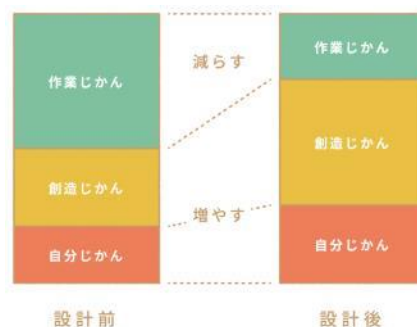 作業じかん
創造じかん
自分じかん
減らす
増やす
作業じかん
創造じかん
自分じかん
設計前
設計後